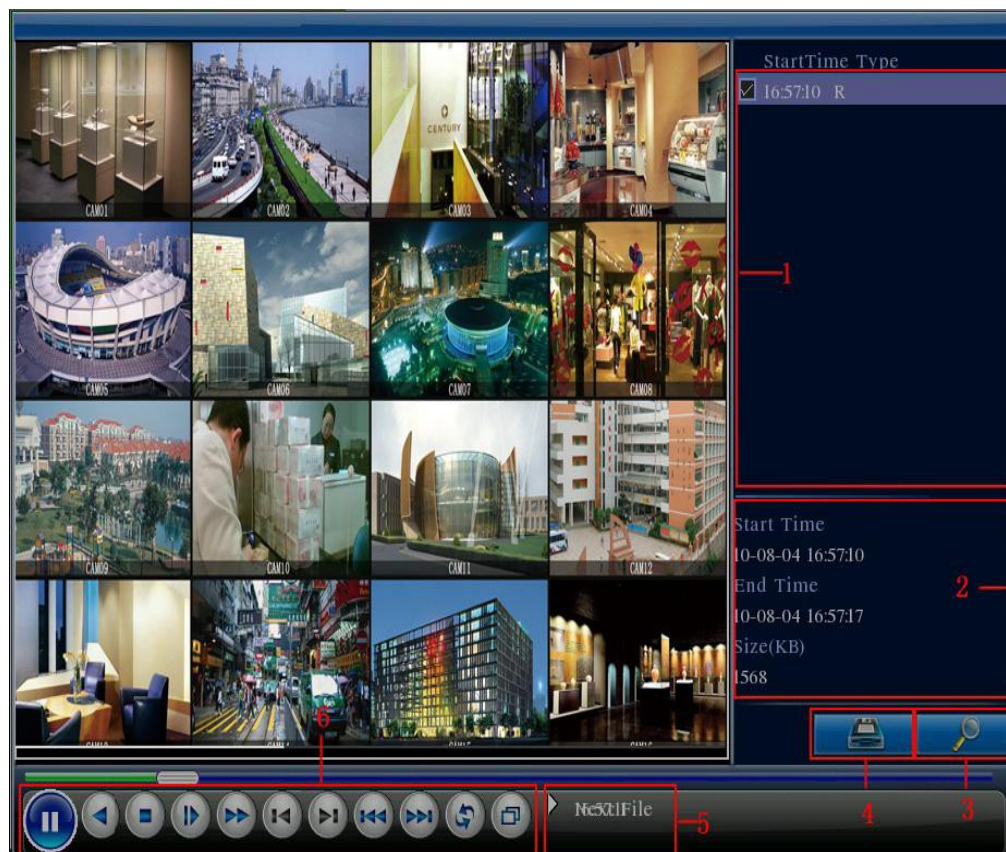 StartTime Type
16:57:10 R
CENTURY
CAM01
CAM02
CAM03
CAM04
1
CAM05
CAM06
CAM07
CAM08
CAM09
CAM10
CAM11
CAM12
Start Time
10-08-04 16:57:10
End Time
2
10-08-04 16:57:17
Size(KB)
1568
6
Next File
5
4
3